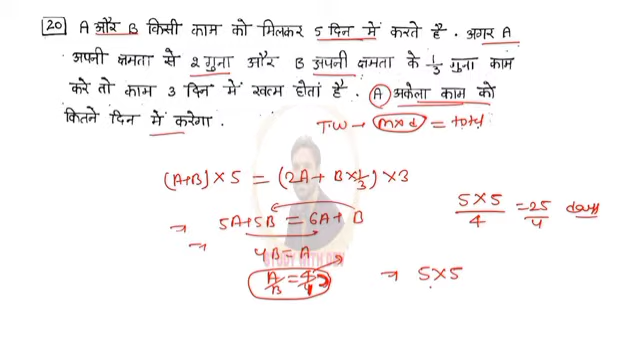 20 A और B किसी काम को मिलकर 5 दिन में करते है. अगर A
अपनी क्षमता से 2 गुना और B अपनी क्षमता के 1/3 गुना काम
करे तो काम 3 दिन में खत्म होता है. A अकेला काम को
कितने दिन में करेगा.
T.W → m×d = total
(A+B) × 5 = (2A + B×1/3) × 3
→ 5A+5B = 6A+B
→ 4B = A
A/B = 4/1
→ 5×5
5×5/4 = 25/4 days
STUDY WITH